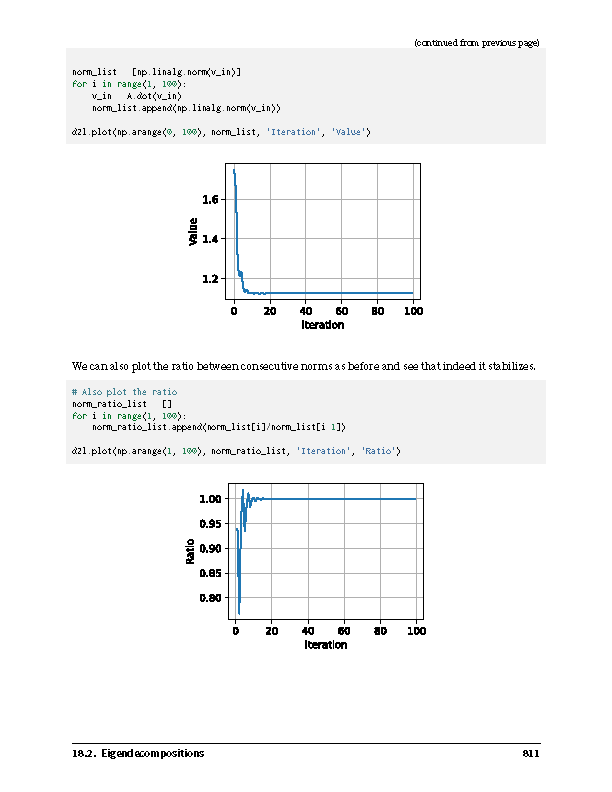 (continued from previous page)
norm_list [np.linalg.norm(v_in)]
for i in range(1, 100):
v_in A.dot(v_in)
norm_list.append(np.linalg.norm(v_in))
d2l.plot(np.arange(0, 100), norm_list, 'Iteration', 'Value')
1.6
1.4
1.2
Value
0 20 40 60 80 100
Iteration
We can also plot the ratio between consecutive norms as before and see that indeed it stabilizes.
# Also plot the ratio
norm_ratio_list []
for i in range(1, 100):
norm_ratio_list.append(norm_list[i]/norm_list[i 1])
d2l.plot(np.arange(1, 100), norm_ratio_list, 'Iteration', 'Ratio')
1.00
0.95
0.90
0.85
0.80
Ratio
0 20 40 60 80 100
Iteration
18.2. Eigendecompositions 811